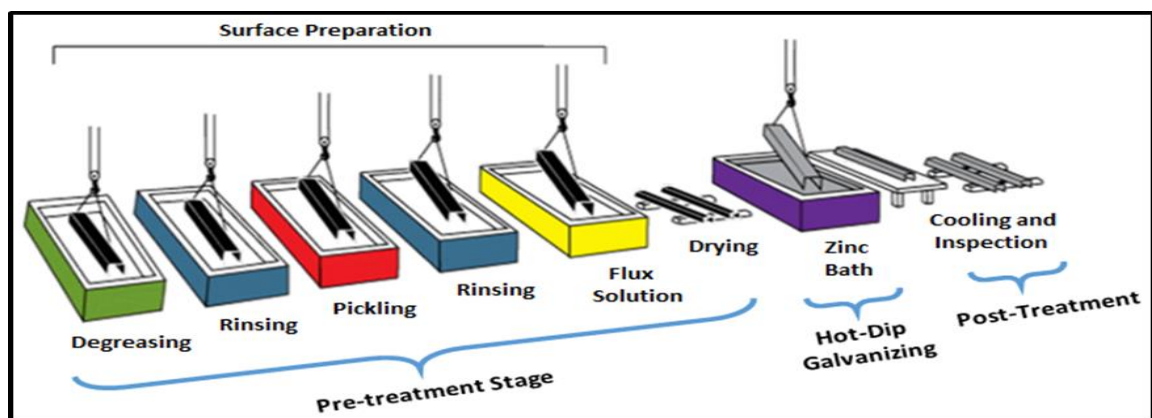 Surface Preparation
Degreasing
Rinsing
Pickling
Rinsing
Flux
Solution
Drying
Zinc
Bath
Cooling and
Inspection
Pre-treatment Stage
Hot-Dip
Galvanizing
Post-Treatment